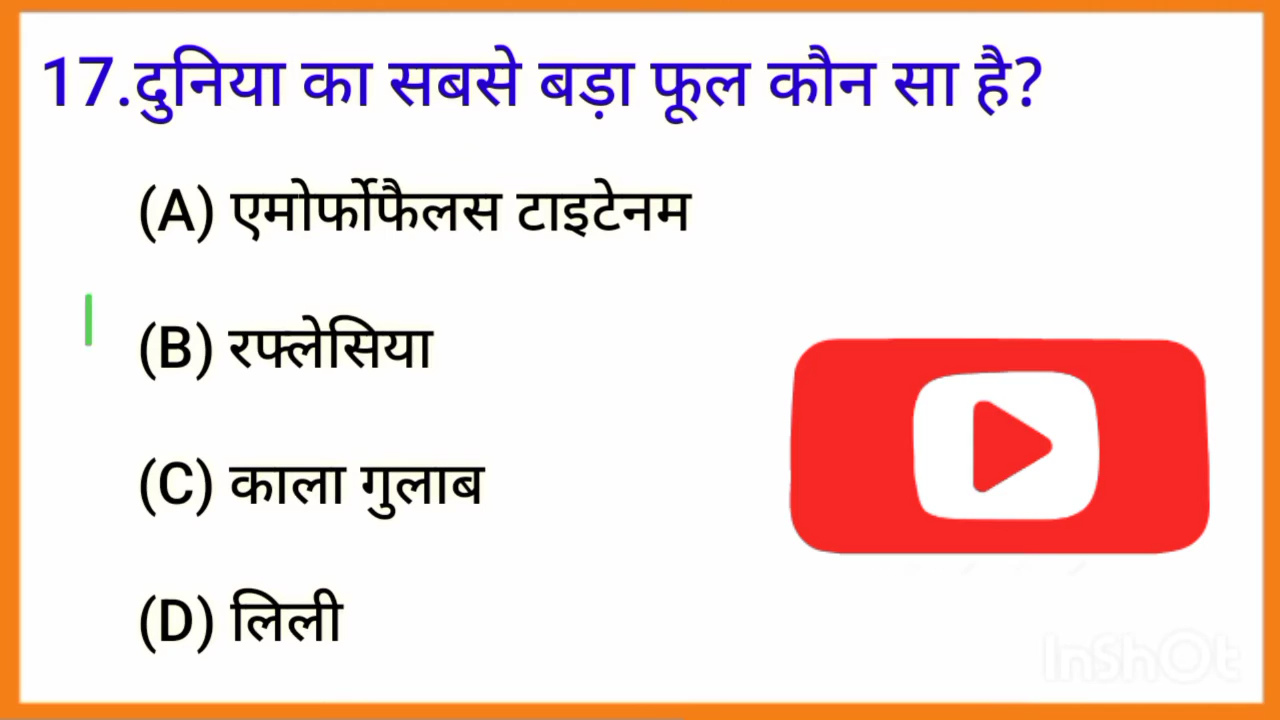 17.दुनिया का सबसे बड़ा फूल कौन सा है?
(A) एमोर्फोफैलस टाइटेनम
(B) रफ्लेसिया
(C) काला गुलाब
(D) लिली
InShOt